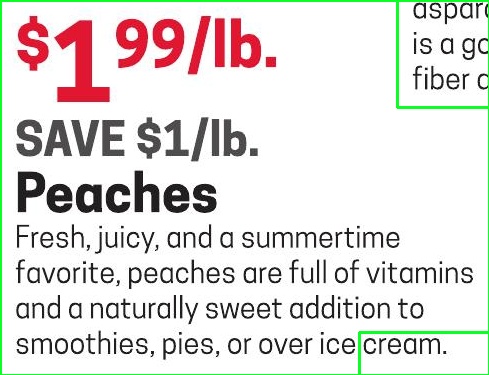 $1 99/lb.
SAVE $1/lb.
Peaches
Fresh, juicy, and a summertime
favorite, peaches are full of vitamins
and a naturally sweet addition to
smoothies, pies, or over ice cream.
is a
fiber